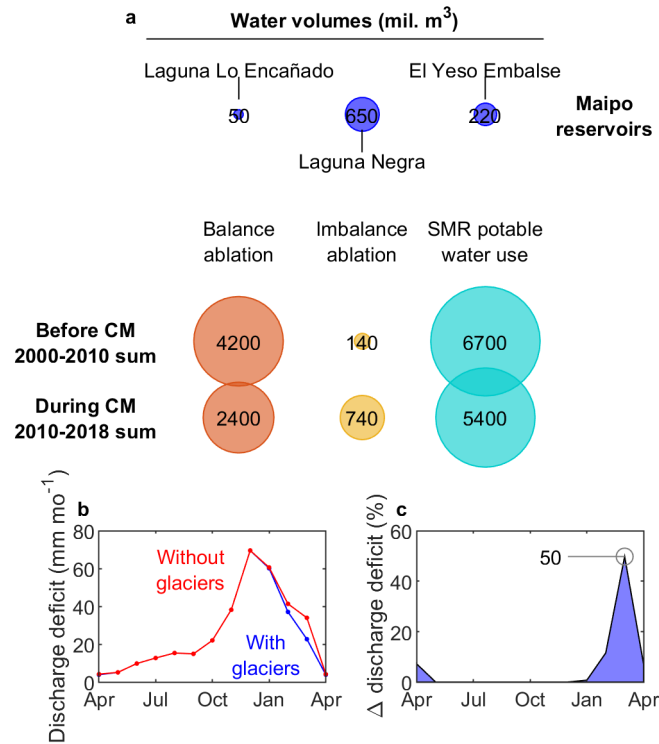 a
Water volumes (mil. m³)
Laguna Lo Encañado
El Yeso Embalse
50
650
220
Maipo
reservoirs
Laguna Negra
Balance
ablation
Imbalance
ablation
SMR potable
water use
Before CM
2000-2010 sum
4200
140
6700
During CM
2010-2018 sum
2400
740
5400
b
Discharge deficit (mm mo⁻¹)
80
60
40
20
0
Without
glaciers
With
glaciers
Apr
Jul
Oct
Jan
Apr
c
Δ discharge deficit (%)
60
40
20
0
50
Apr
Jul
Oct
Jan
Apr